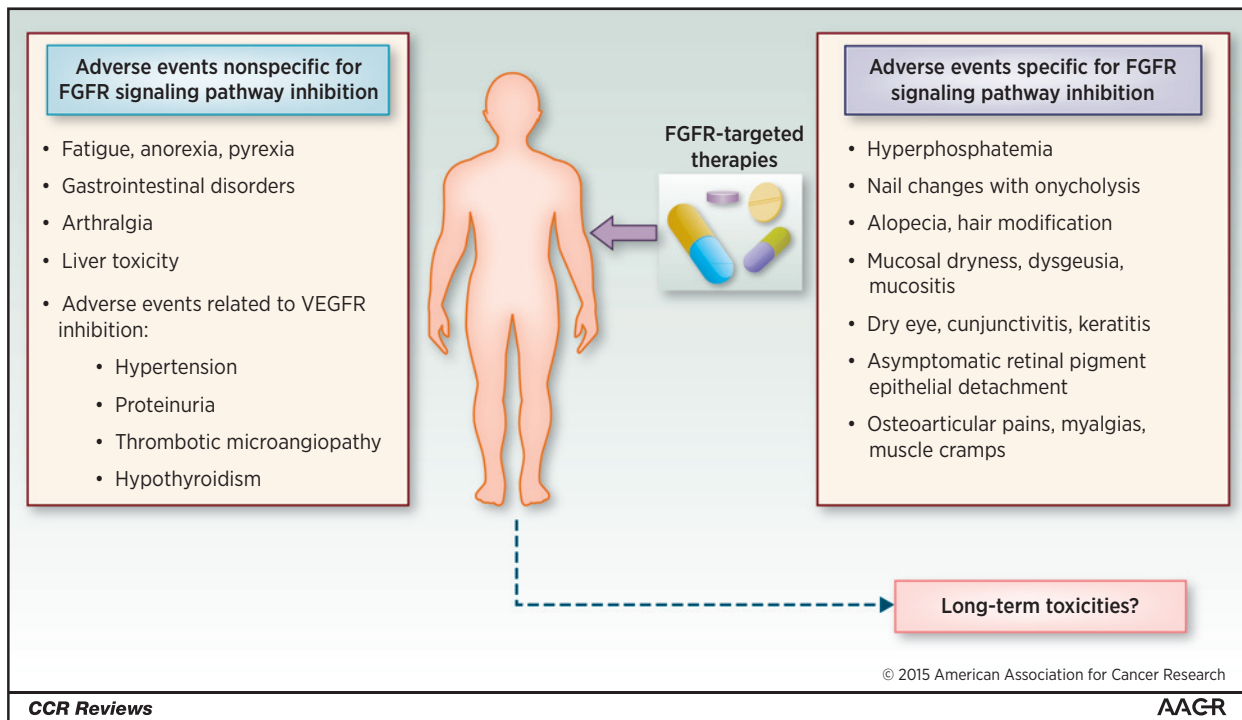 Adverse events nonspecific for
FGFR signaling pathway inhibition
• Fatigue, anorexia, pyrexia
• Gastrointestinal disorders
• Arthralgia
• Liver toxicity
• Adverse events related to VEGFR
inhibition:
• Hypertension
• Proteinuria
• Thrombotic microangiopathy
• Hypothyroidism
FGFR-targeted
therapies
Adverse events specific for FGFR
signaling pathway inhibition
• Hyperphosphatemia
• Nail changes with onycholysis
• Alopecia, hair modification
• Mucosal dryness, dysgeusia,
mucositis
• Dry eye, cunjunctivitis, keratitis
• Asymptomatic retinal pigment
epithelial detachment
• Osteoarticular pains, myalgias,
muscle cramps
Long-term toxicities?
© 2015 American Association for Cancer Research
CCR Reviews
AACR